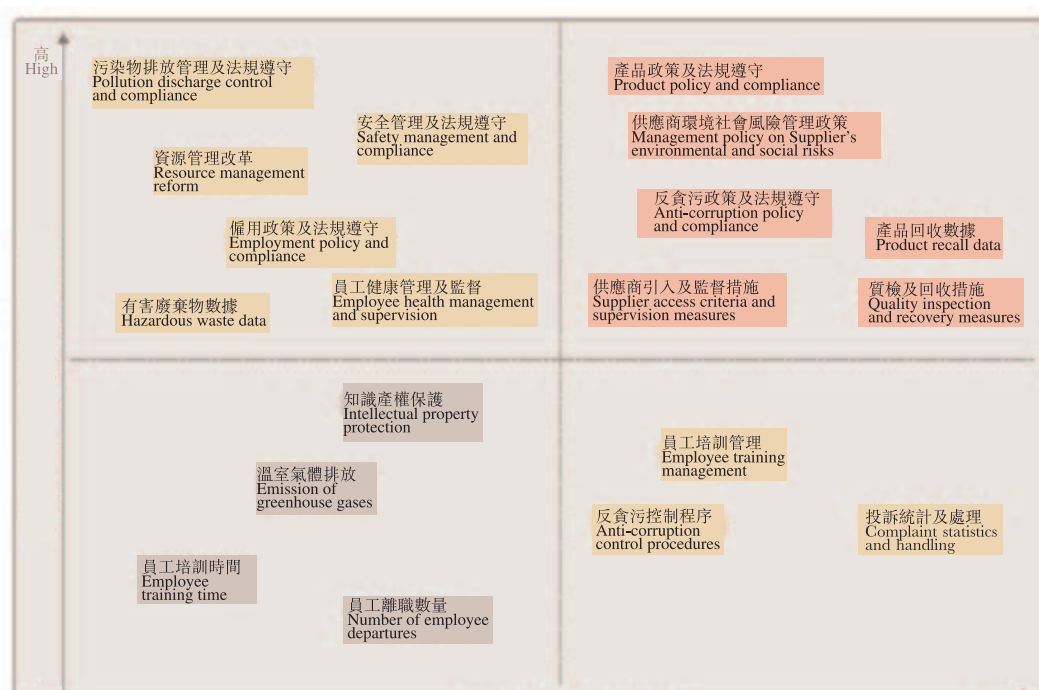 高
High
污染物排放管理及法規遵守
Pollution discharge control
and compliance
安全管理及法規遵守
Safety management and
compliance
資源管理改革
Resource management
reform
僱用政策及法規遵守
Employment policy and
compliance
有害廢棄物數據
Hazardous waste data
員工健康管理及監督
Employee health management
and supervision
產品政策及法規遵守
Product policy and compliance
供應商環境社會風險管理政策
Management policy on Supplier's
environmental and social risks
反貪污政策及法規遵守
Anti-corruption policy
and compliance
產品回收數據
Product recall data
供應商引入及監督措施
Supplier access criteria and
supervision measures
質檢及回收措施
Quality inspection
and recovery measures
知識產權保護
Intellectual property
protection
溫室氣體排放
Emission of
greenhouse gases
員工培訓時間
Employee
training time
員工離職數量
Number of employee
departures
員工培訓管理
Employee training
management
反貪污控制程序
Anti-corruption
control procedures
投訴統計及處理
Complaint statistics
and handling